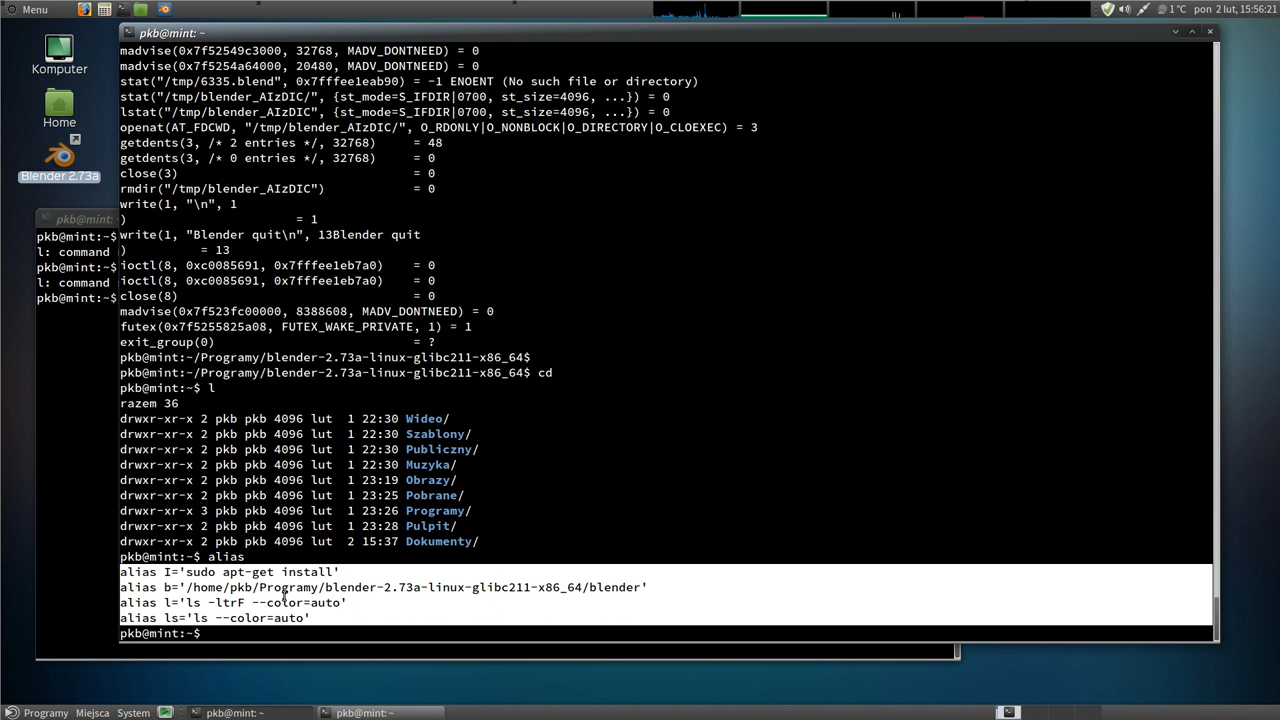 Menu
1 °C pon 2 lut, 15:56:21
Komputer
Home
Blender 2.73a
pkb@mint: ~
madvise(0x7f52549c3000, 32768, MADV_DONTNEED) = 0
madvise(0x7f5254a64000, 20480, MADV_DONTNEED) = 0
stat("/tmp/6335.blend", 0x7fffee1eab90) = -1 ENOENT (No such file or directory)
stat("/tmp/blender_AIzDIC/", {st_mode=S_IFDIR|0700, st_size=4096, ...}) = 0
lstat("/tmp/blender_AIzDIC/", {st_mode=S_IFDIR|0700, st_size=4096, ...}) = 0
openat(AT_FDCWD, "/tmp/blender_AIzDIC/", O_RDONLY|O_NONBLOCK|O_DIRECTORY|O_CLOEXEC) = 3
getdents(3, /* 2 entries */, 32768)     = 48
getdents(3, /* 0 entries */, 32768)     = 0
close(3)                                = 0
rmdir("/tmp/blender_AIzDIC")            = 0
write(1, "\n", 1
)                       = 1
write(1, "Blender quit\n", 13Blender quit
)          = 13
ioctl(8, 0xc0085691, 0x7fffee1eb7a0)    = 0
ioctl(8, 0xc0085691, 0x7fffee1eb7a0)    = 0
close(8)                                = 0
madvise(0x7f523fc00000, 8388608, MADV_DONTNEED) = 0
futex(0x7f5255825a08, FUTEX_WAKE_PRIVATE, 1) = 1
exit_group(0)                           = ?
pkb@mint:~/Programy/blender-2.73a-linux-glibc211-x86_64$
pkb@mint:~/Programy/blender-2.73a-linux-glibc211-x86_64$ cd
pkb@mint:~$ l
razem 36
drwxr-xr-x 2 pkb pkb 4096 lut  1 22:30 Wideo/
drwxr-xr-x 2 pkb pkb 4096 lut  1 22:30 Szablony/
drwxr-xr-x 2 pkb pkb 4096 lut  1 22:30 Publiczny/
drwxr-xr-x 2 pkb pkb 4096 lut  1 22:30 Muzyka/
drwxr-xr-x 2 pkb pkb 4096 lut  1 23:19 Obrazy/
drwxr-xr-x 2 pkb pkb 4096 lut  1 23:25 Pobrane/
drwxr-xr-x 3 pkb pkb 4096 lut  1 23:26 Programy/
drwxr-xr-x 2 pkb pkb 4096 lut  1 23:28 Pulpit/
drwxr-xr-x 2 pkb pkb 4096 lut  2 15:37 Dokumenty/
pkb@mint:~$ alias
alias I='sudo apt-get install'
alias b='/home/pkb/Programy/blender-2.73a-linux-glibc211-x86_64/blender'
alias l='ls -ltrF --color=auto'
alias ls='ls --color=auto'
pkb@mint:~$
pkb@mint:
pkb@mint:~$
l: command
pkb@mint:~$
l: command
pkb@mint:~$
Programy Miejsca System
pkb@mint: ~
pkb@mint: ~